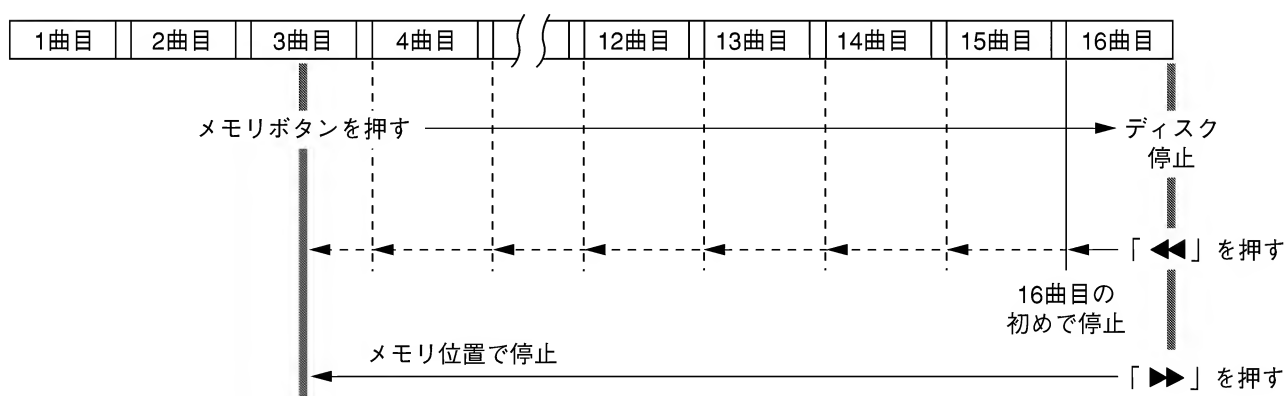 1曲目 2曲目 3曲目 4曲目 12曲目 13曲目 14曲目 15曲目 16曲目
メモリボタンを押す
ディスク
停止
「◀◀」を押す
16曲目の
初めで停止
メモリ位置で停止
「▶▶」を押す